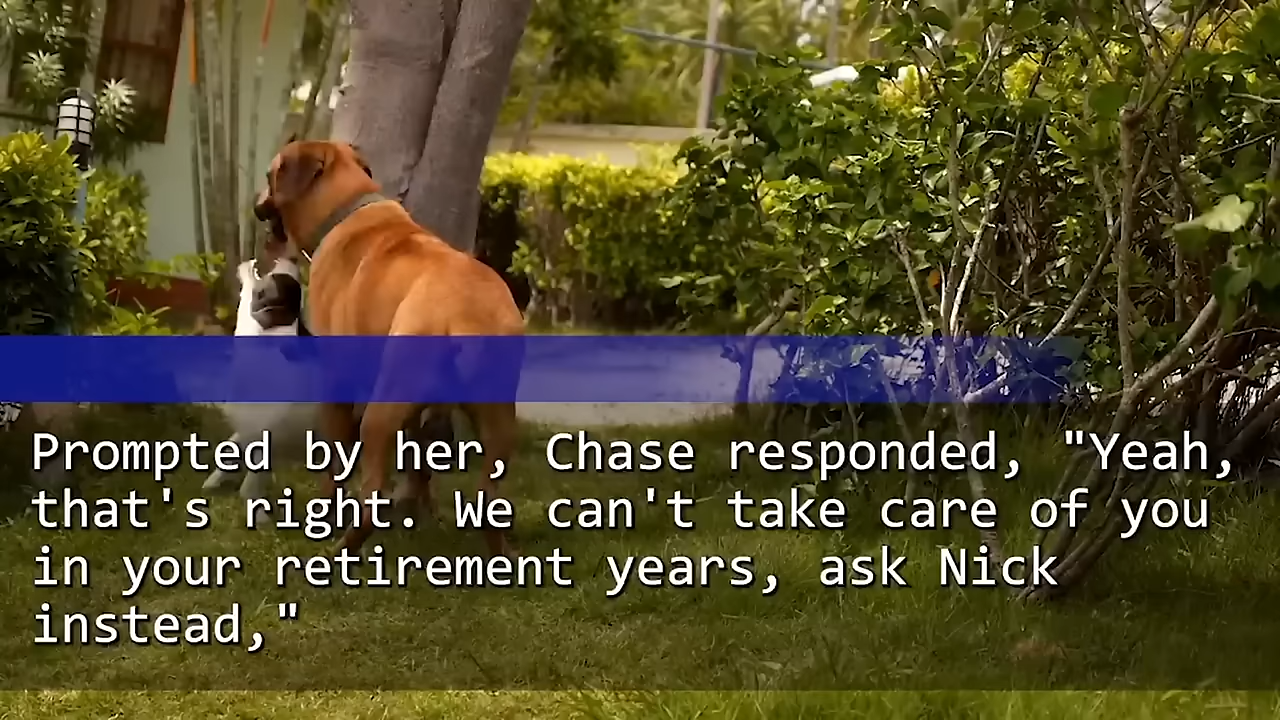 Prompted by her, Chase responded, "Yeah,
that's right. We can't take care of you
in your retirement years, ask Nick
instead,"